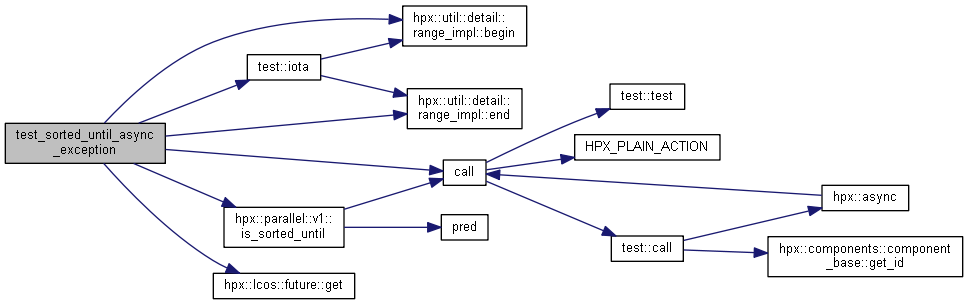 test_sorted_until_async
_exception
hpx::util::detail::
range_impl::begin
test::iota
hpx::util::detail::
range_impl::end
call
hpx::parallel::v1::
is_sorted_until
pred
hpx::lcos::future::get
test::test
HPX_PLAIN_ACTION
test::call
hpx::async
hpx::components::component
_base::get_id